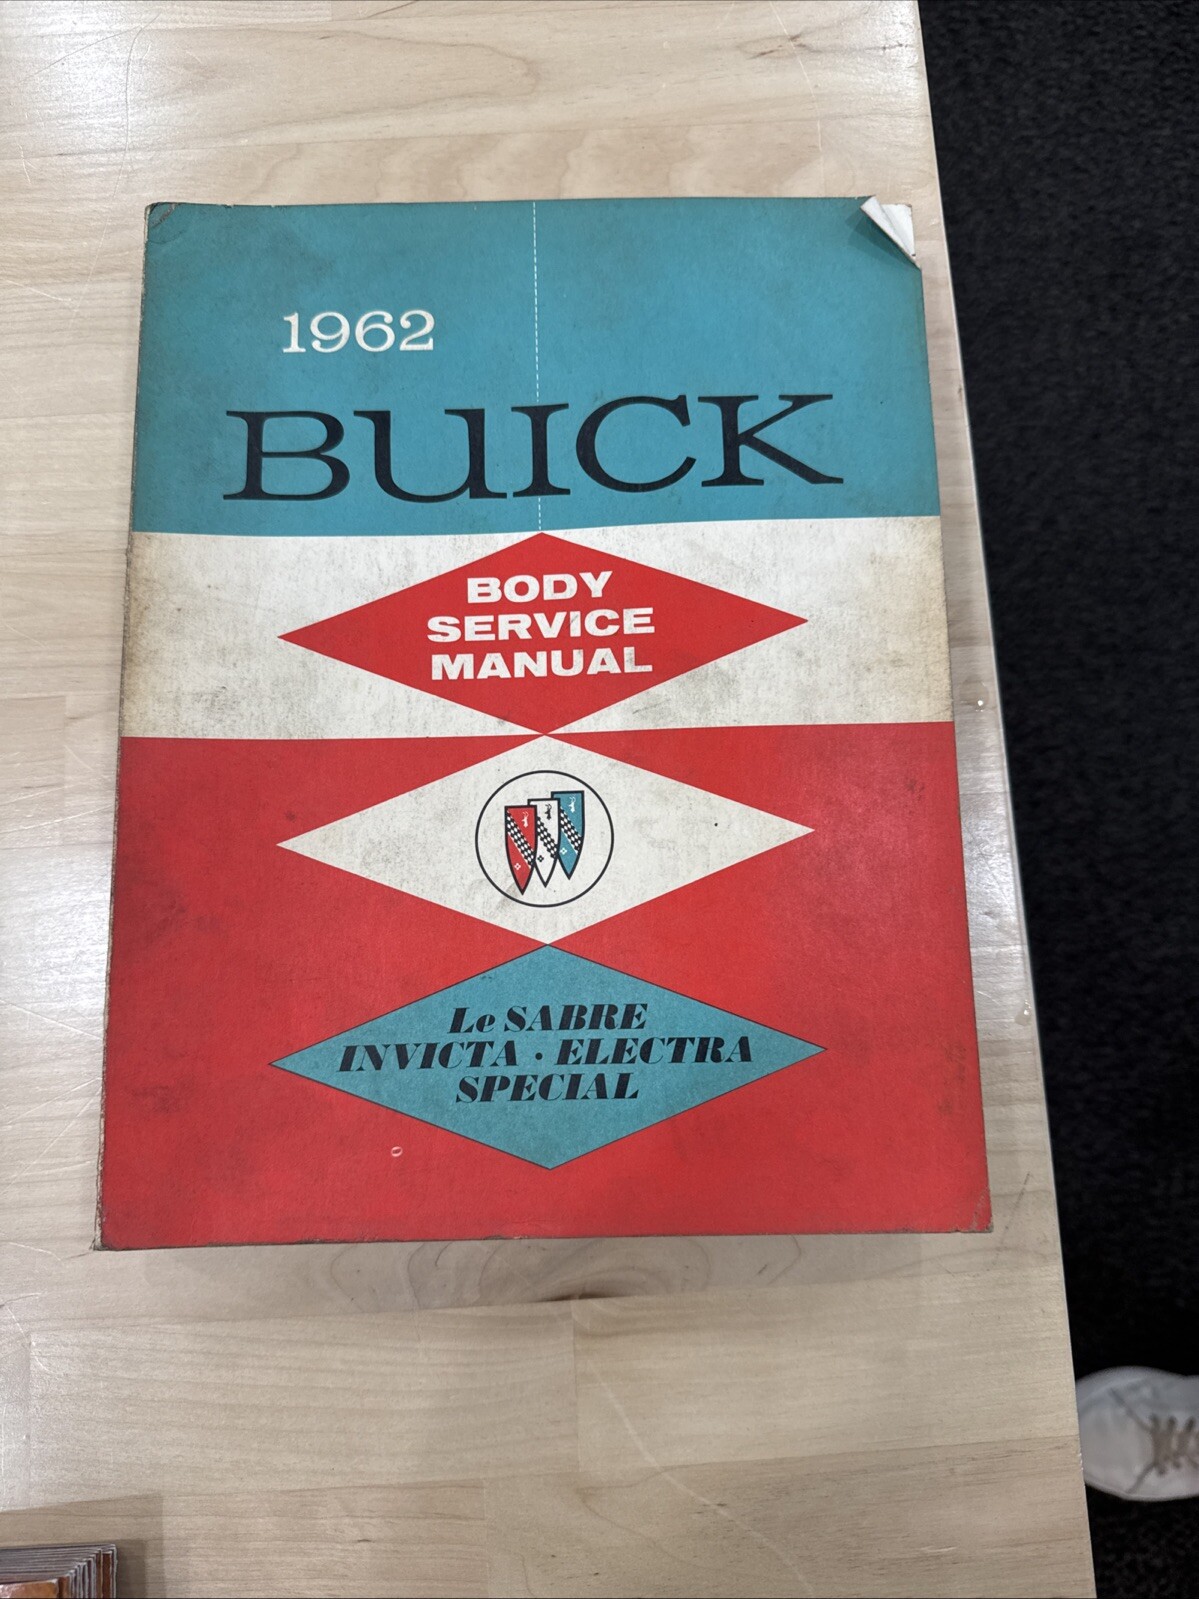 1962
BUICK
BODY
SERVICE
MANUAL
Le SABRE
INVICTA · ELECTRA
SPECIAL